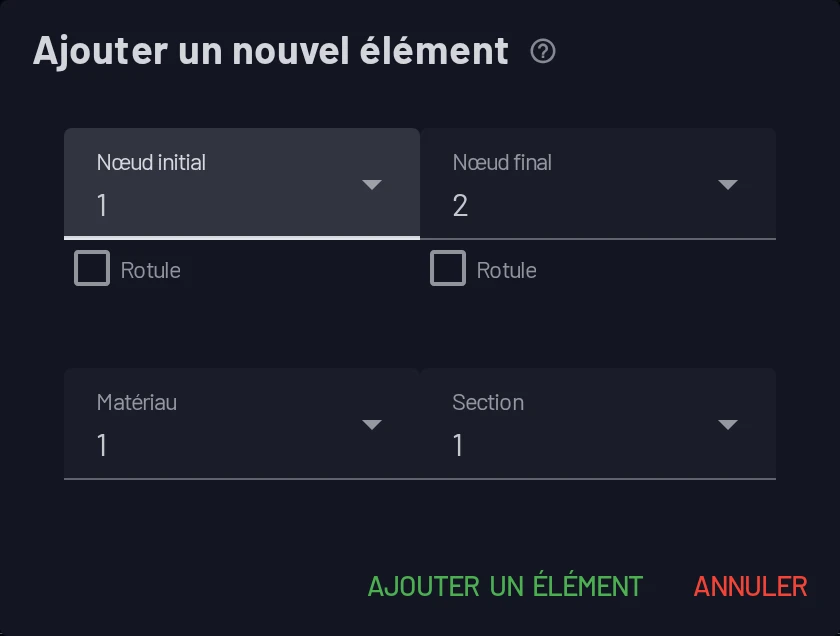 Ajouter un nouvel élément ?
Nœud initial Nœud final
1 2
Rotule Rotule
Matériau Section
1 1
AJOUTER UN ÉLÉMENT ANNULER